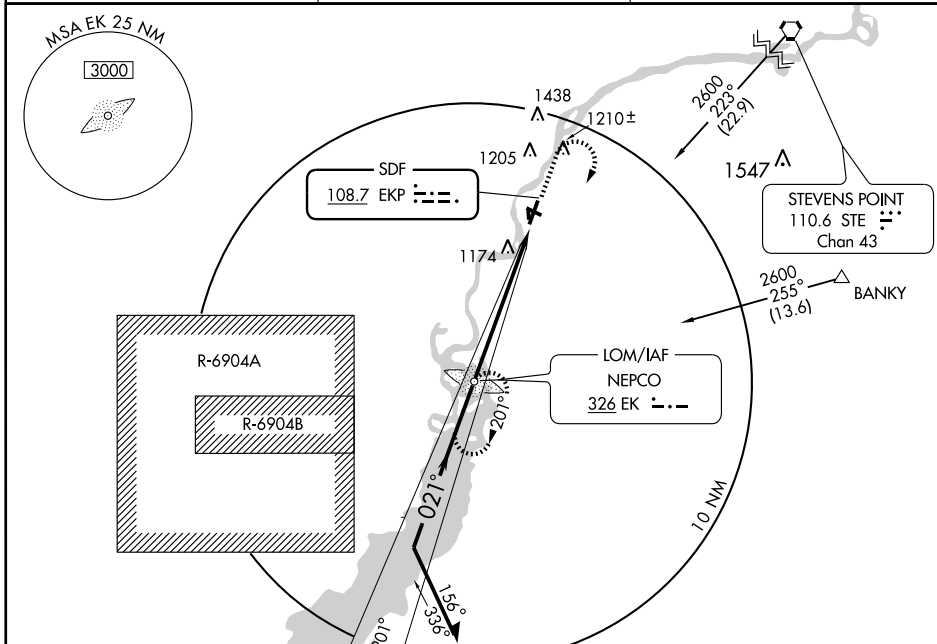 MSA EK 25 NM
3000
1438
1210±
1205
SDF
108.7 EKP
1174
2600
223°
(22.9)
1547
STEVENS POINT
110.6 STE
Chan 43
2600
255°
(13.6)
BANKY
R-6904A
R-6904B
LOM/IAF
NEPCO
326 EK
201°
021°
10 NM
156°
336°
201°